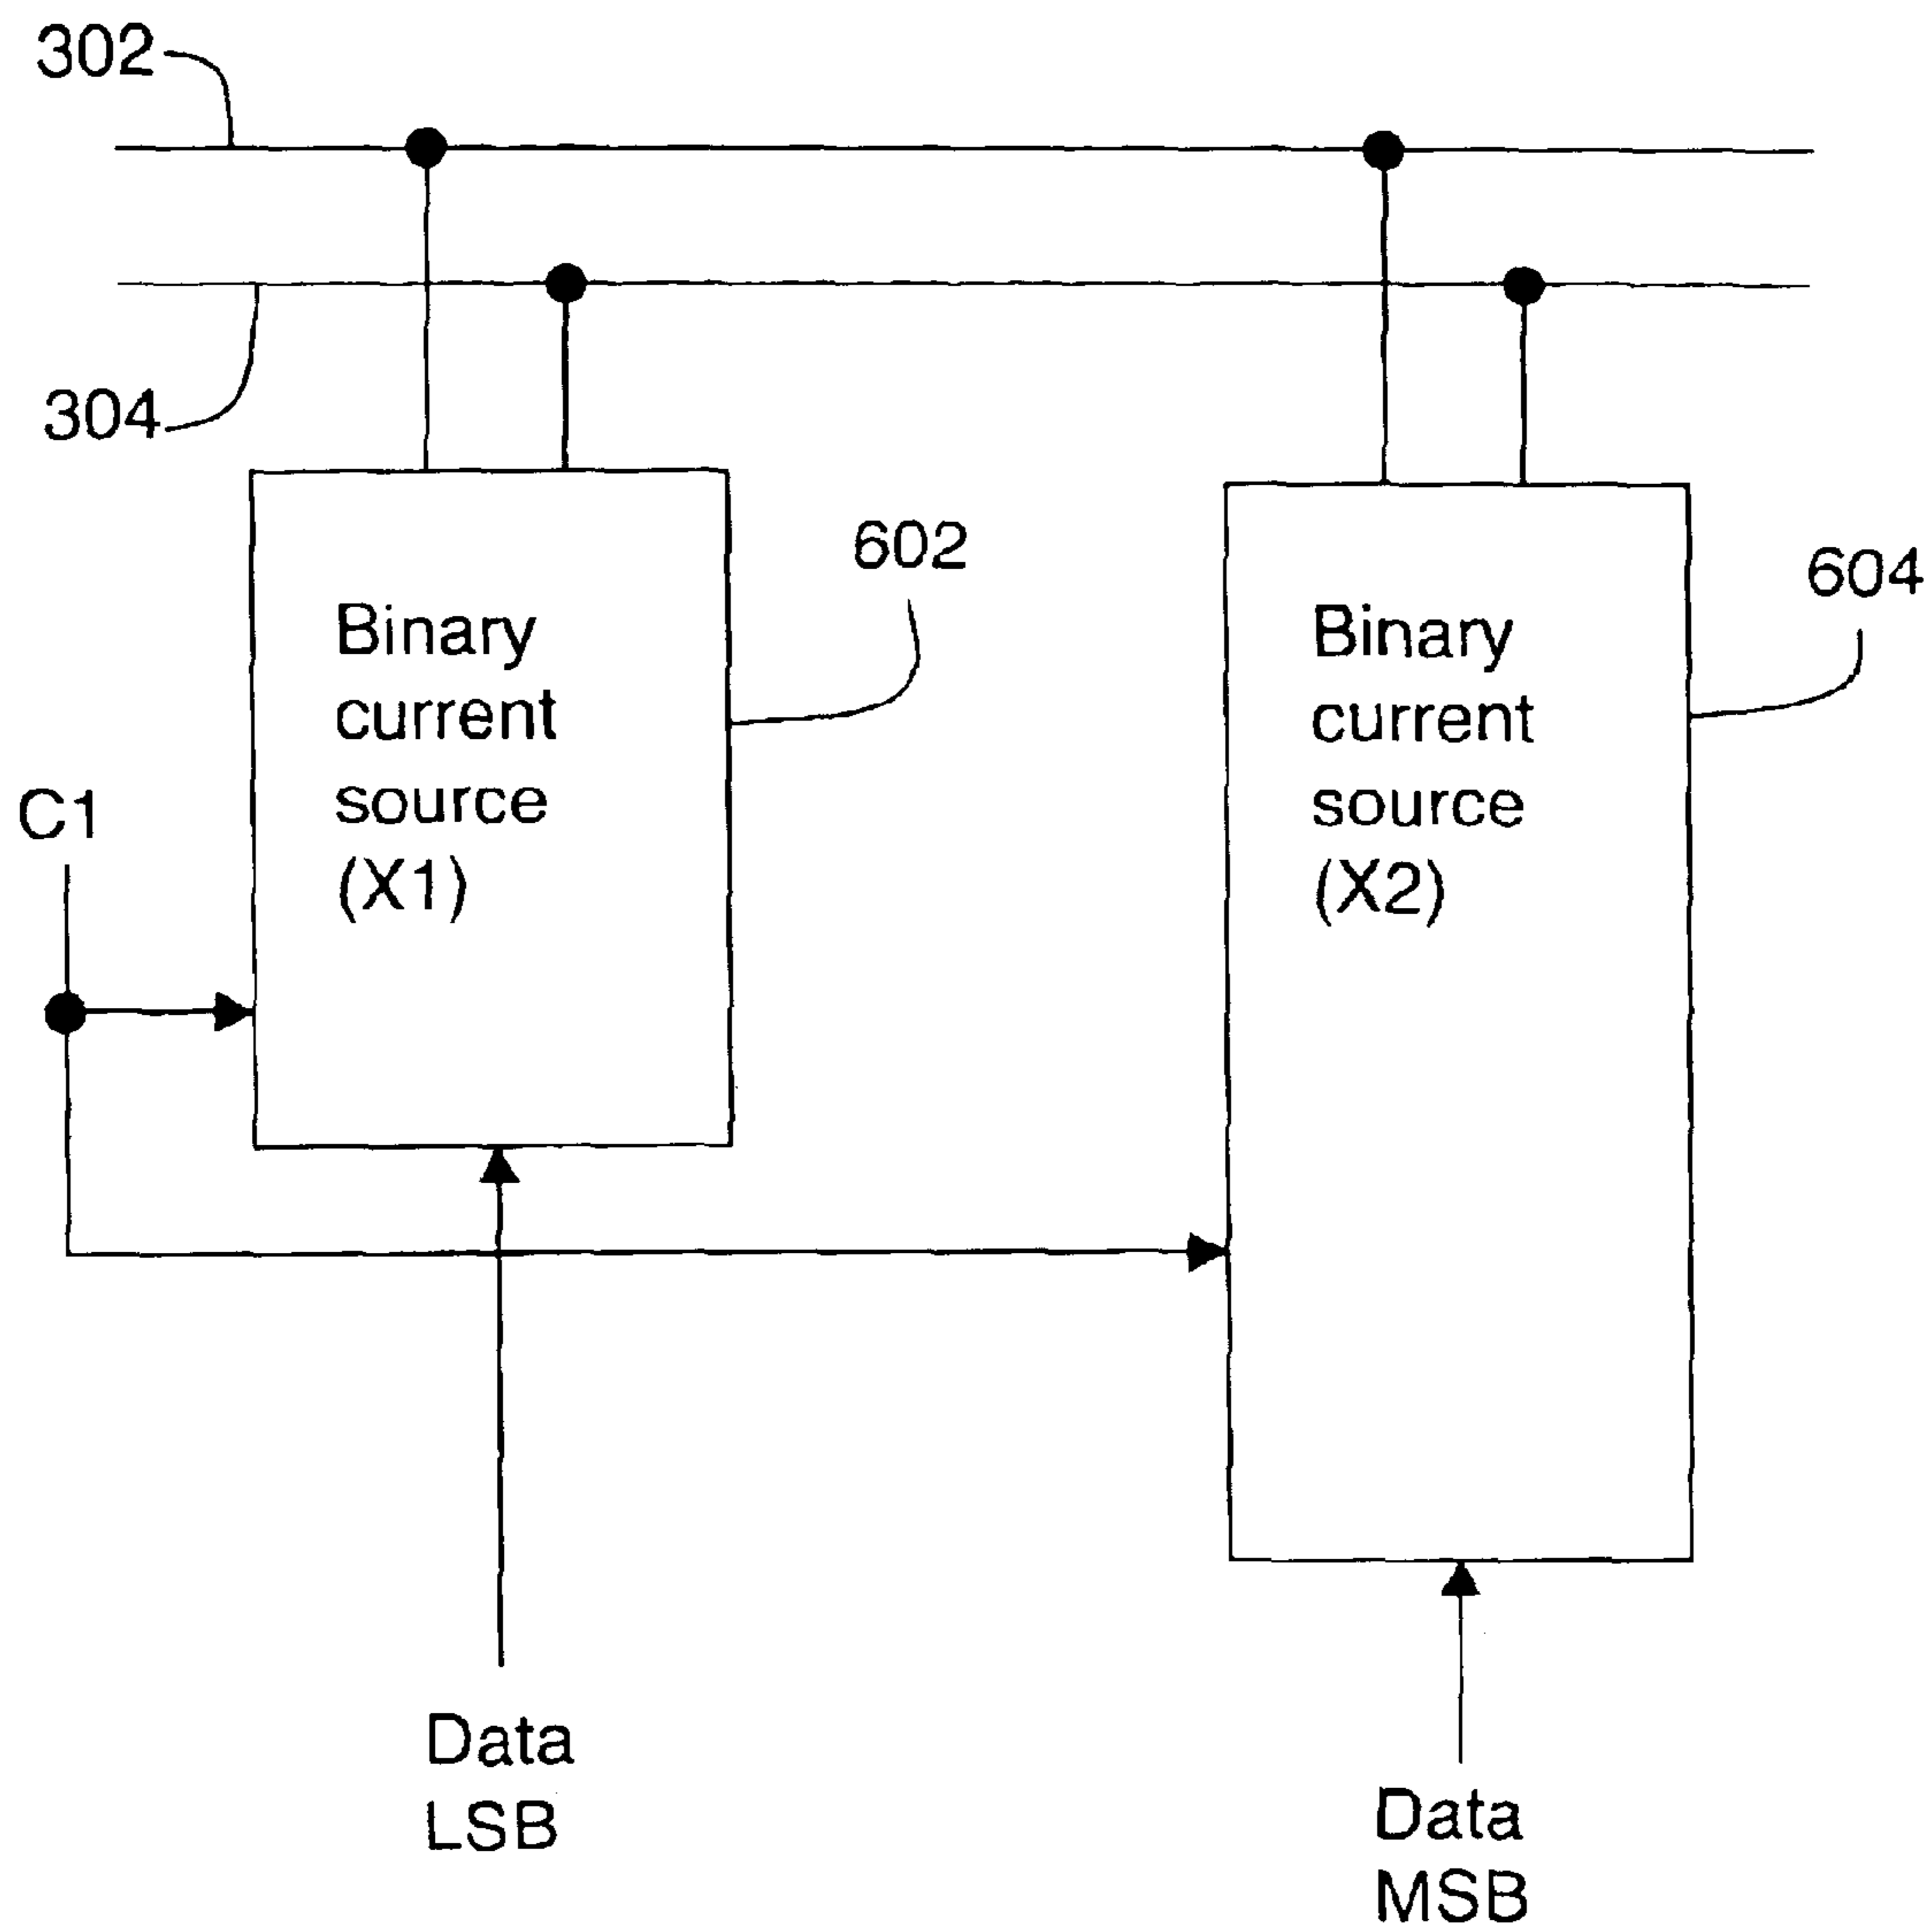 302
304
602
604
Binary
current
source
(X1)
Binary
current
source
(X2)
C1
Data
LSB
Data
MSB